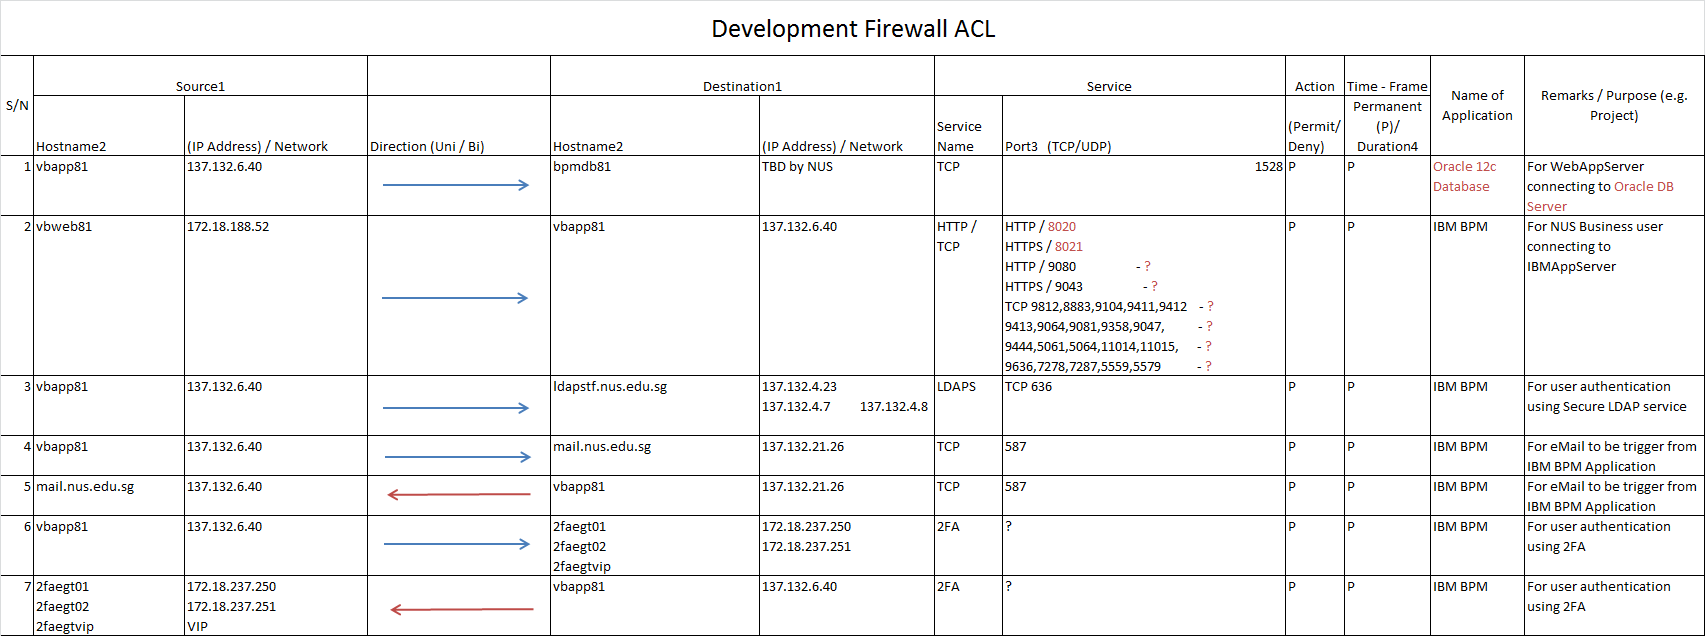 Development Firewall ACL
S/N
Source1
Destination1
Service
Action
Time - Frame
Name of
Application
Remarks / Purpose (e.g.
Project)
Hostname2
(IP Address) / Network
Direction (Uni / Bi)
Hostname2
(IP Address) / Network
Service
Name
Port3 (TCP/UDP)
(Permit/
Deny)
Permanent
(P)/
Duration4
1
vbapp81
137.132.6.40
bpmdb81
TBD by NUS
TCP
1528
P
P
Oracle 12c
Database
For WebAppServer
connecting to Oracle DB
Server
2
vbweb81
172.18.188.52
vbapp81
137.132.6.40
HTTP /
TCP
HTTP / 8020
HTTPS / 8021
HTTP / 9080 - ?
HTTPS / 9043 - ?
TCP 9812,8883,9104,9411,9412 - ?
9413,9064,9081,9358,9047, - ?
9444,5061,5064,11014,11015, - ?
9636,7278,7287,5559,5579 - ?
P
P
IBM BPM
For NUS Business user
connecting to
IBMAppServer
3
vbapp81
137.132.6.40
ldapstf.nus.edu.sg
137.132.4.23
137.132.4.7 137.132.4.8
LDAPS
TCP 636
P
P
IBM BPM
For user authentication
using Secure LDAP service
4
vbapp81
137.132.6.40
mail.nus.edu.sg
137.132.21.26
TCP
587
P
P
IBM BPM
For eMail to be trigger from
IBM BPM Application
5
mail.nus.edu.sg
137.132.6.40
vbapp81
137.132.21.26
TCP
587
P
P
IBM BPM
For eMail to be trigger from
IBM BPM Application
6
vbapp81
137.132.6.40
2faegt01
2faegt02
2faegtvip
172.18.237.250
172.18.237.251
2FA
?
P
P
IBM BPM
For user authentication
using 2FA
7
2faegt01
2faegt02
2faegtvip
172.18.237.250
172.18.237.251
VIP
vbapp81
137.132.6.40
2FA
?
P
P
IBM BPM
For user authentication
using 2FA